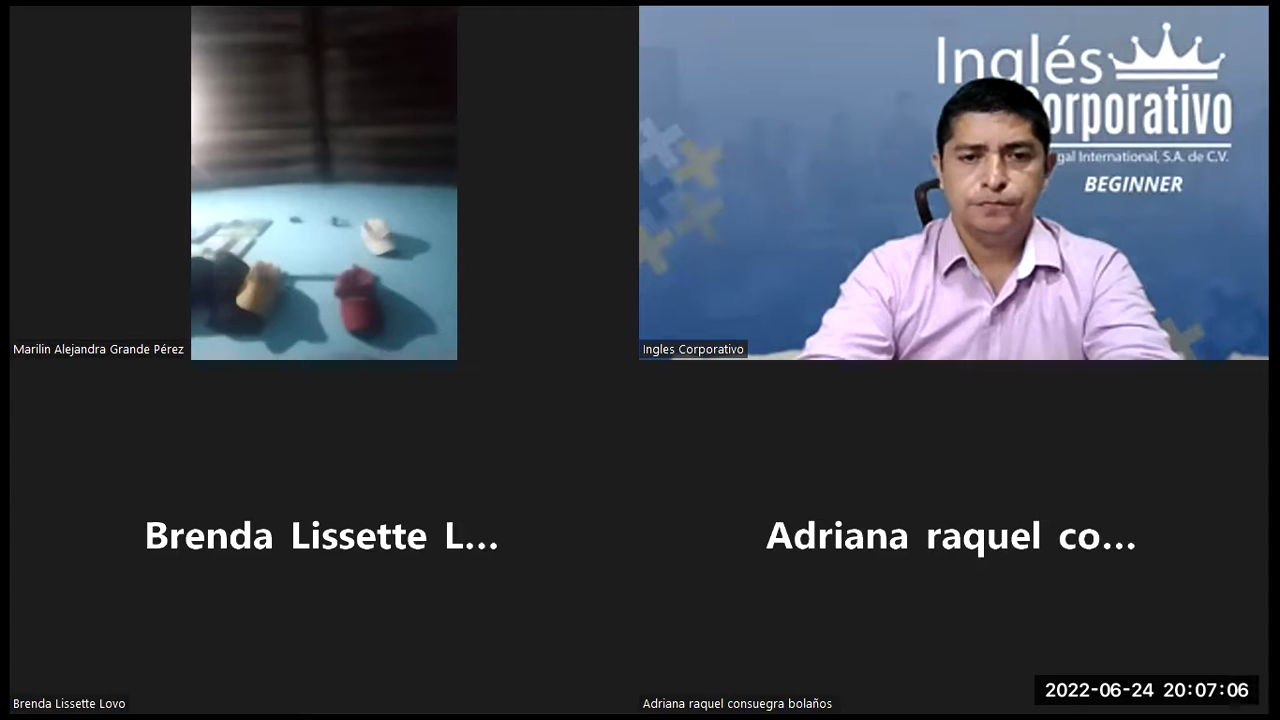 Inglés
Corporativo
gal International, S.A. de C.V.
BEGINNER
Marilin Alejandra Grande Pérez
Ingles Corporativo
Brenda Lissette L...
Adriana raquel co...
Brenda Lissette Lovo
Adriana raquel consuegra bolaños
2022-06-24 20:07:06